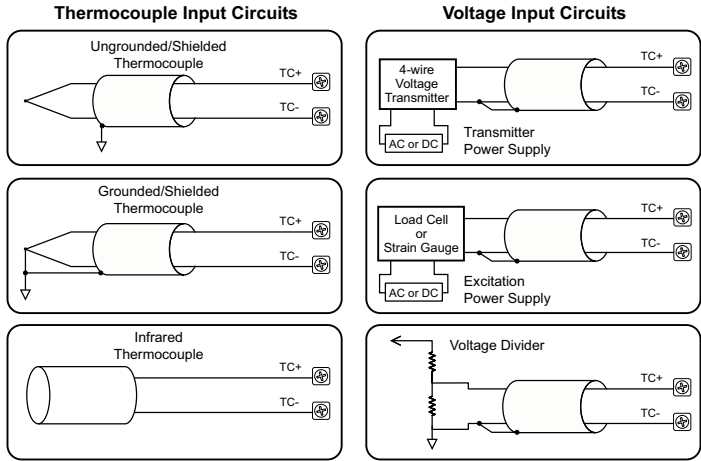 Thermocouple Input Circuits
Ungrounded/Shielded
Thermocouple
TC+
TC-
Grounded/Shielded
Thermocouple
TC+
TC-
Infrared
Thermocouple
TC+
TC-
Voltage Input Circuits
4-wire
Voltage
Transmitter
AC or DC
Transmitter
Power Supply
TC+
TC-
Load Cell
or
Strain Gauge
AC or DC
Excitation
Power Supply
TC+
TC-
Voltage Divider
TC+
TC-